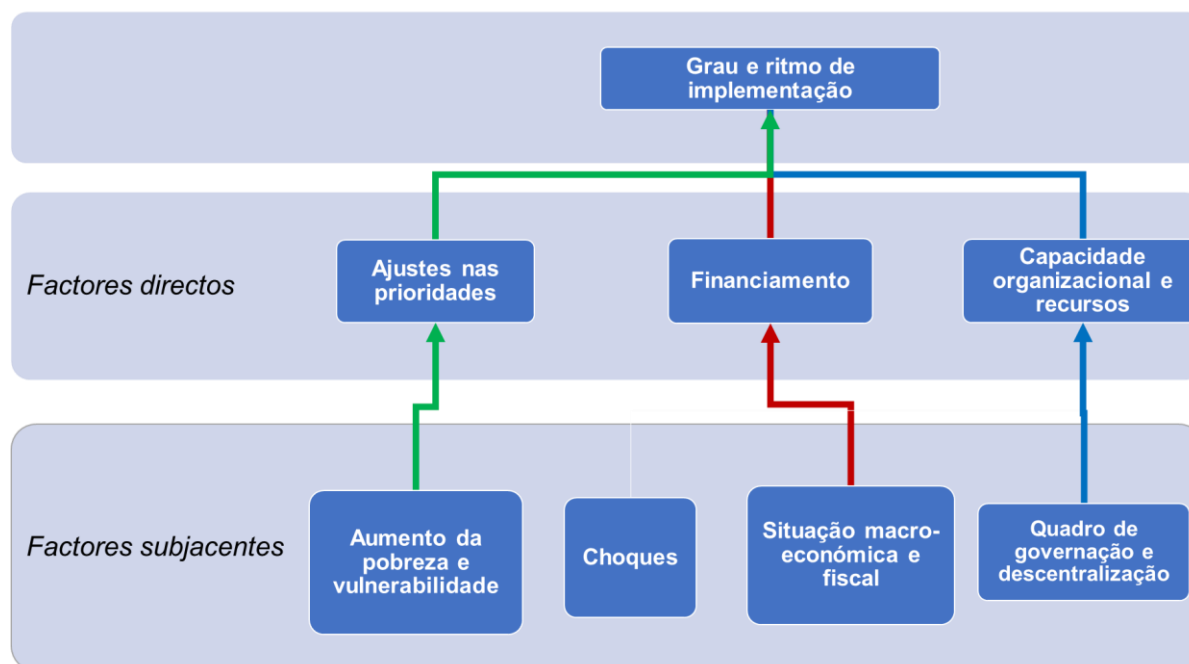 Grau e ritmo de
implementação
Factores directos
Ajustes nas
prioridades
Financiamento
Capacidade
organizacional e
recursos
Factores subjacentes
Aumento da
pobreza e
vulnerabilidade
Choques
Situação macro-
económica e
fiscal
Quadro de
governação e
descentralização